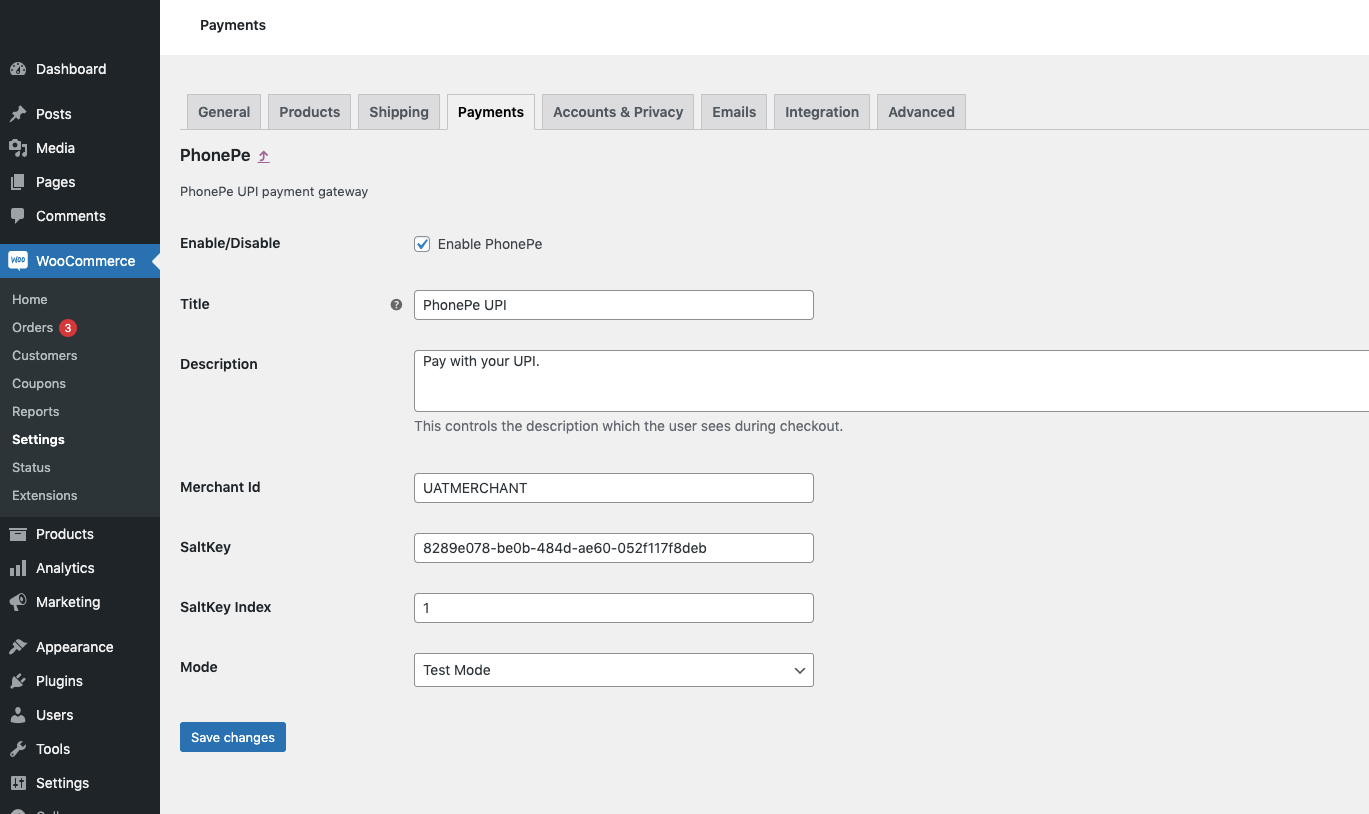 Payments
Dashboard
Posts
Media
Pages
Comments
Woo WooCommerce
Home
Orders 3
Customers
Coupons
Reports
Settings
Status
Extensions
Products
Analytics
Marketing
Appearance
Plugins
Users
Tools
Settings
General Products Shipping Payments Accounts & Privacy Emails Integration Advanced
PhonePe
PhonePe UPI payment gateway
Enable/Disable Enable PhonePe
Title ? PhonePe UPI
Description Pay with your UPI.
This controls the description which the user sees during checkout.
Merchant Id UATMERCHANT
SaltKey 8289e078-be0b-484d-ae60-052f117f8deb
SaltKey Index 1
Mode Test Mode
Save changes